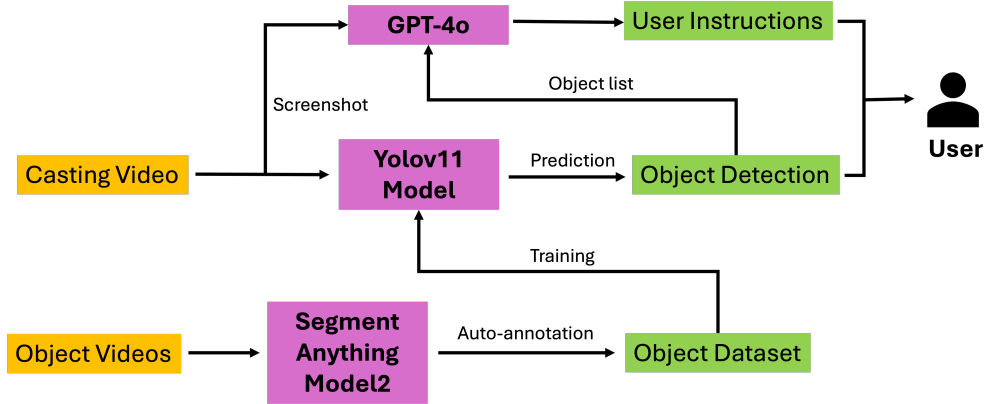 GPT-4o
User Instructions
Object list
Screenshot
User
Casting Video
Yolov11
Model
Prediction
Object Detection
Training
Object Videos
Segment
Anything
Model2
Auto-annotation
Object Dataset